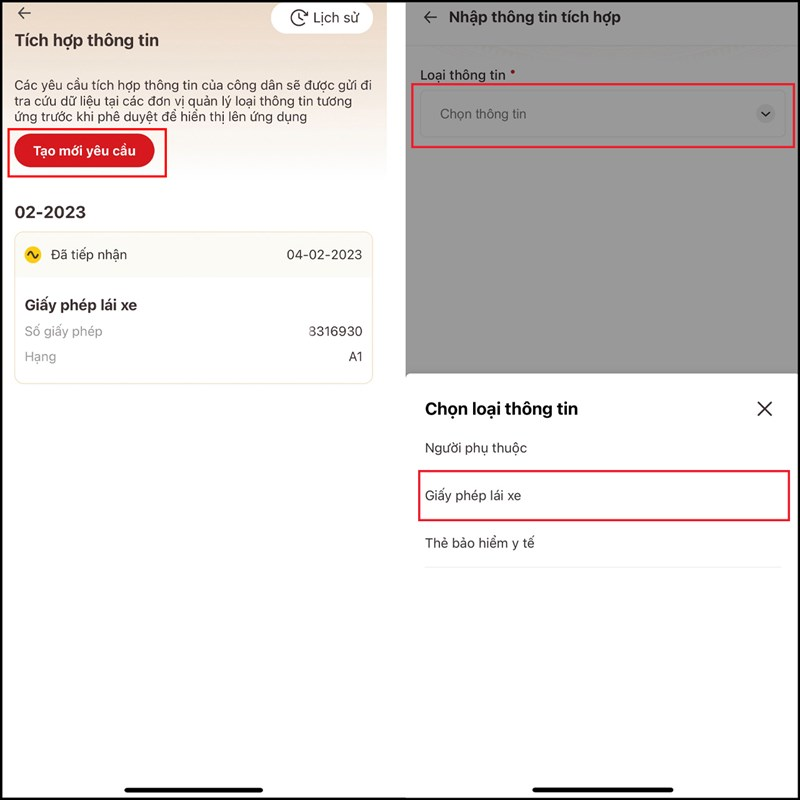 Lịch sử
Tích hợp thông tin
Các yêu cầu tích hợp thông tin của công dân sẽ được gửi đi
tra cứu dữ liệu tại các đơn vị quản lý loại thông tin tương
ứng trước khi phê duyệt để hiển thị lên ứng dụng
Tạo mới yêu cầu
02-2023
Đã tiếp nhận 04-02-2023
Giấy phép lái xe
Số giấy phép 3316930
Hạng A1
Nhập thông tin tích hợp
Loại thông tin *
Chọn thông tin
Chọn loại thông tin
Người phụ thuộc
Giấy phép lái xe
Thẻ bảo hiểm y tế